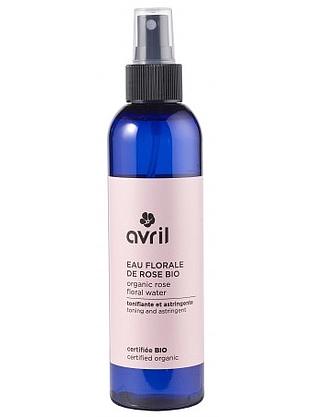 avril
EAU FLORALE
DE ROSE BIO
organic rose
floral water
tonifiante et astringente
toning and astringent
certifiée BIO
certified organic